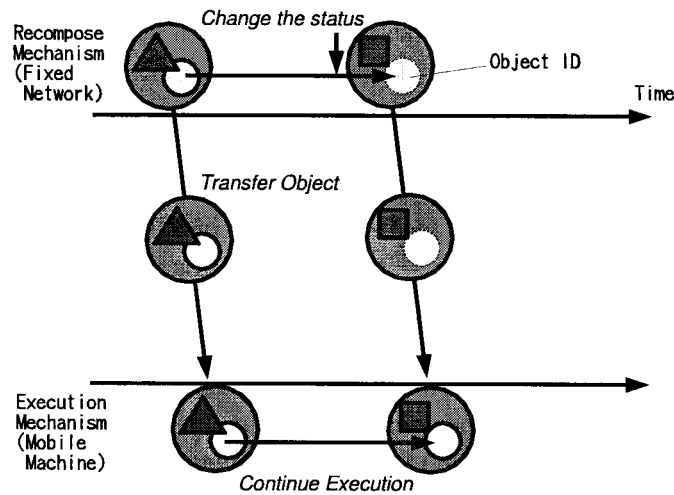 Change the status
Recompose
Mechanism
(Fixed
Network)
Object ID
Time
Transfer Object
Execution
Mechanism
(Mobile
Machine)
Continue Execution